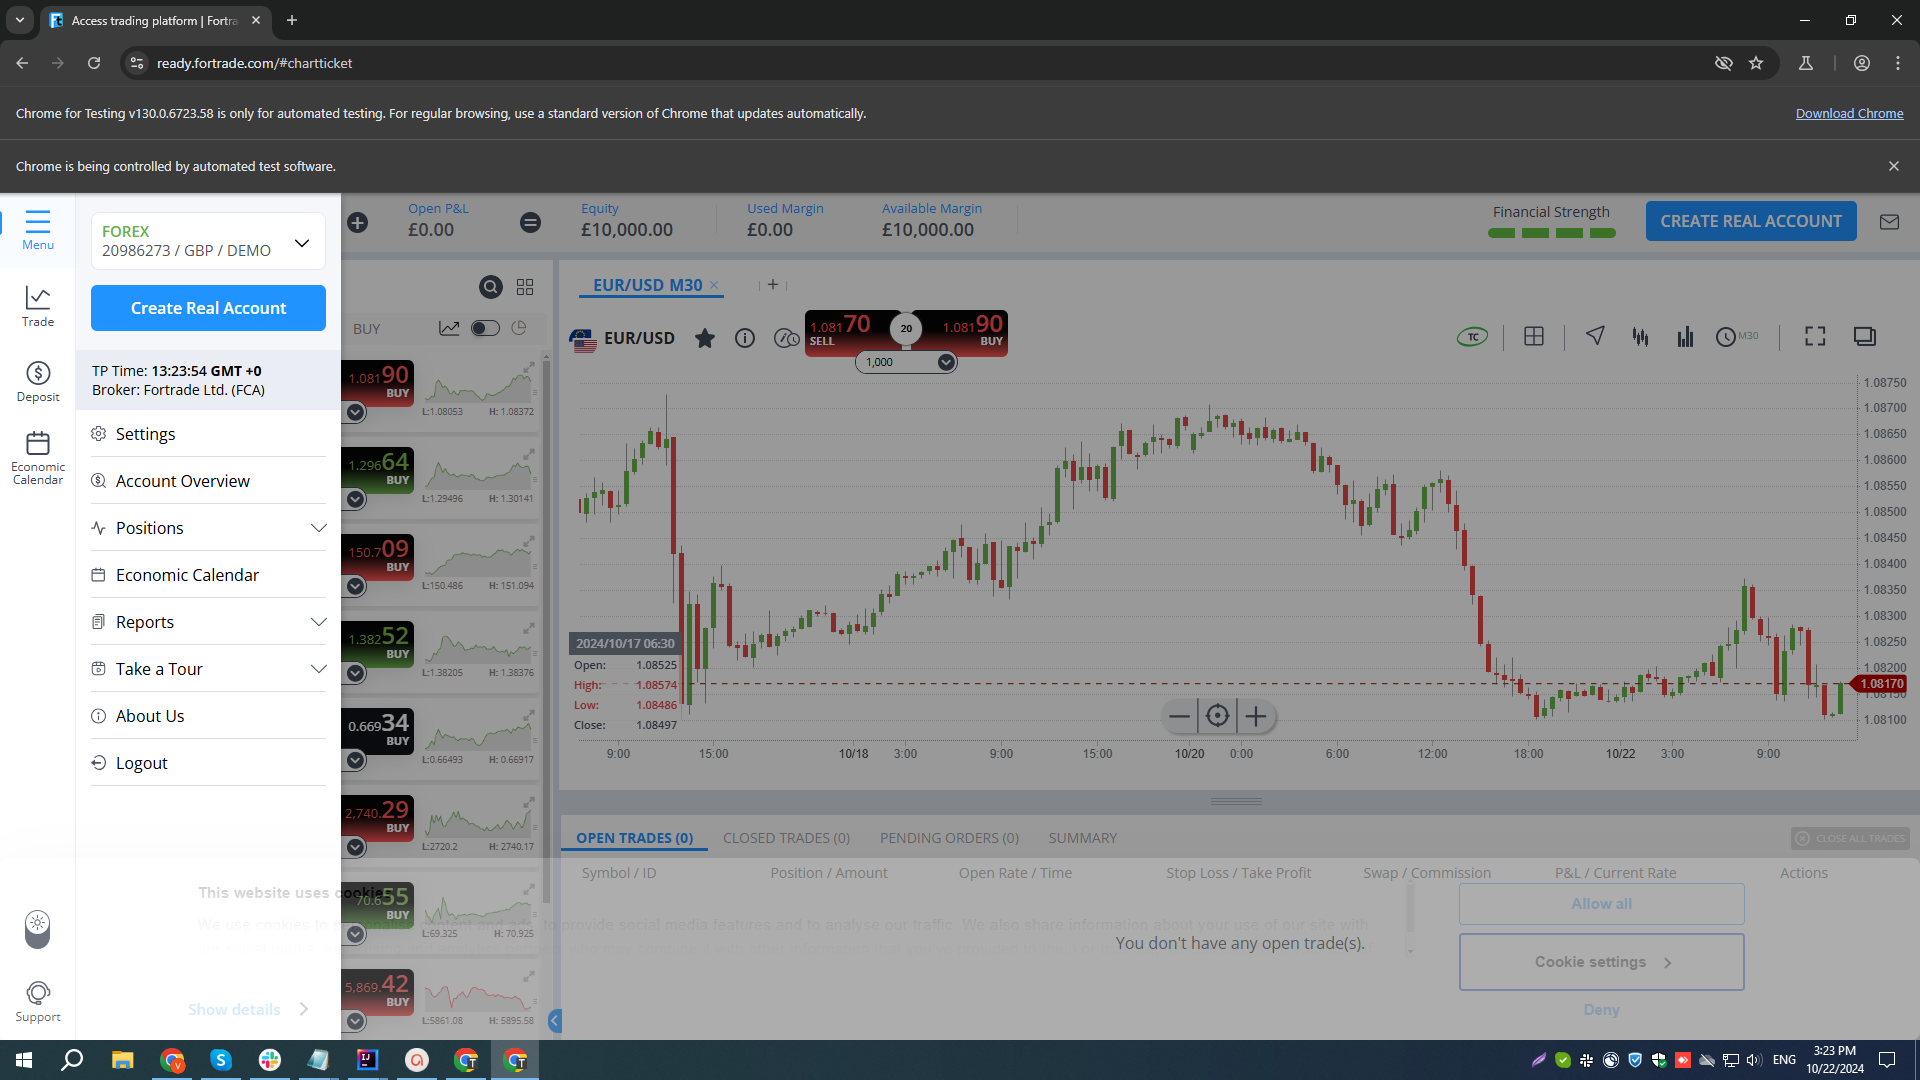 Access trading platform | Fortra
ready.fortrade.com/#chartticket
Chrome for Testing v130.0.6723.58 is only for automated testing. For regular browsing, use a standard version of Chrome that updates automatically.
Download Chrome
Chrome is being controlled by automated test software.
Menu
Trade
Deposit
Economic
Calendar
Support
FOREX
20986273 / GBP / DEMO
Create Real Account
TP Time: 13:23:54 GMT +0
Broker: Fortrade Ltd. (FCA)
Settings
Account Overview
Positions
Economic Calendar
Reports
Take a Tour
About Us
Logout
Open P&L
£0.00
Equity
£10,000.00
Used Margin
£0.00
Available Margin
£10,000.00
Financial Strength
CREATE REAL ACCOUNT
BUY
1.08190
BUY
L:1.08053 H: 1.08372
1.29664
BUY
L:1.29496 H: 1.30141
150.709
BUY
L:150.486 H: 151.094
1.38252
BUY
L:1.38205 H: 1.38376
0.66934
BUY
L:0.66493 H: 0.66917
2,740.29
BUY
L:2720.2 H: 2740.17
70.655
BUY
L:69.325 H: 70.925
5,869.42
BUY
L:5861.08 H: 5895.58
EUR/USD M30
EUR/USD
1.08170
SELL
20
1.08190
BUY
1,000
TC
M30
1.08750
1.08700
1.08650
1.08600
1.08550
1.08500
1.08450
1.08400
1.08350
1.08300
1.08250
1.08200
1.08170
1.08150
1.08100
2024/10/17 06:30
Open: 1.08525
High: 1.08574
Low: 1.08486
Close: 1.08497
9:00 15:00 10/18 3:00 9:00 15:00 10/20 0:00 6:00 12:00 18:00 10/22 3:00 9:00
OPEN TRADES (0) CLOSED TRADES (0) PENDING ORDERS (0) SUMMARY
CLOSE ALL TRADES
Symbol / ID Position / Amount Open Rate / Time Stop Loss / Take Profit Swap / Commission P&L / Current Rate Actions
You don't have any open trade(s).
This website uses cookies
We use cookies to personalise content and ads, to provide social media features and to analyse our traffic. We also share information about your use of our site with
Show details
Allow all
Cookie settings
Deny
ENG
3:23 PM
10/22/2024